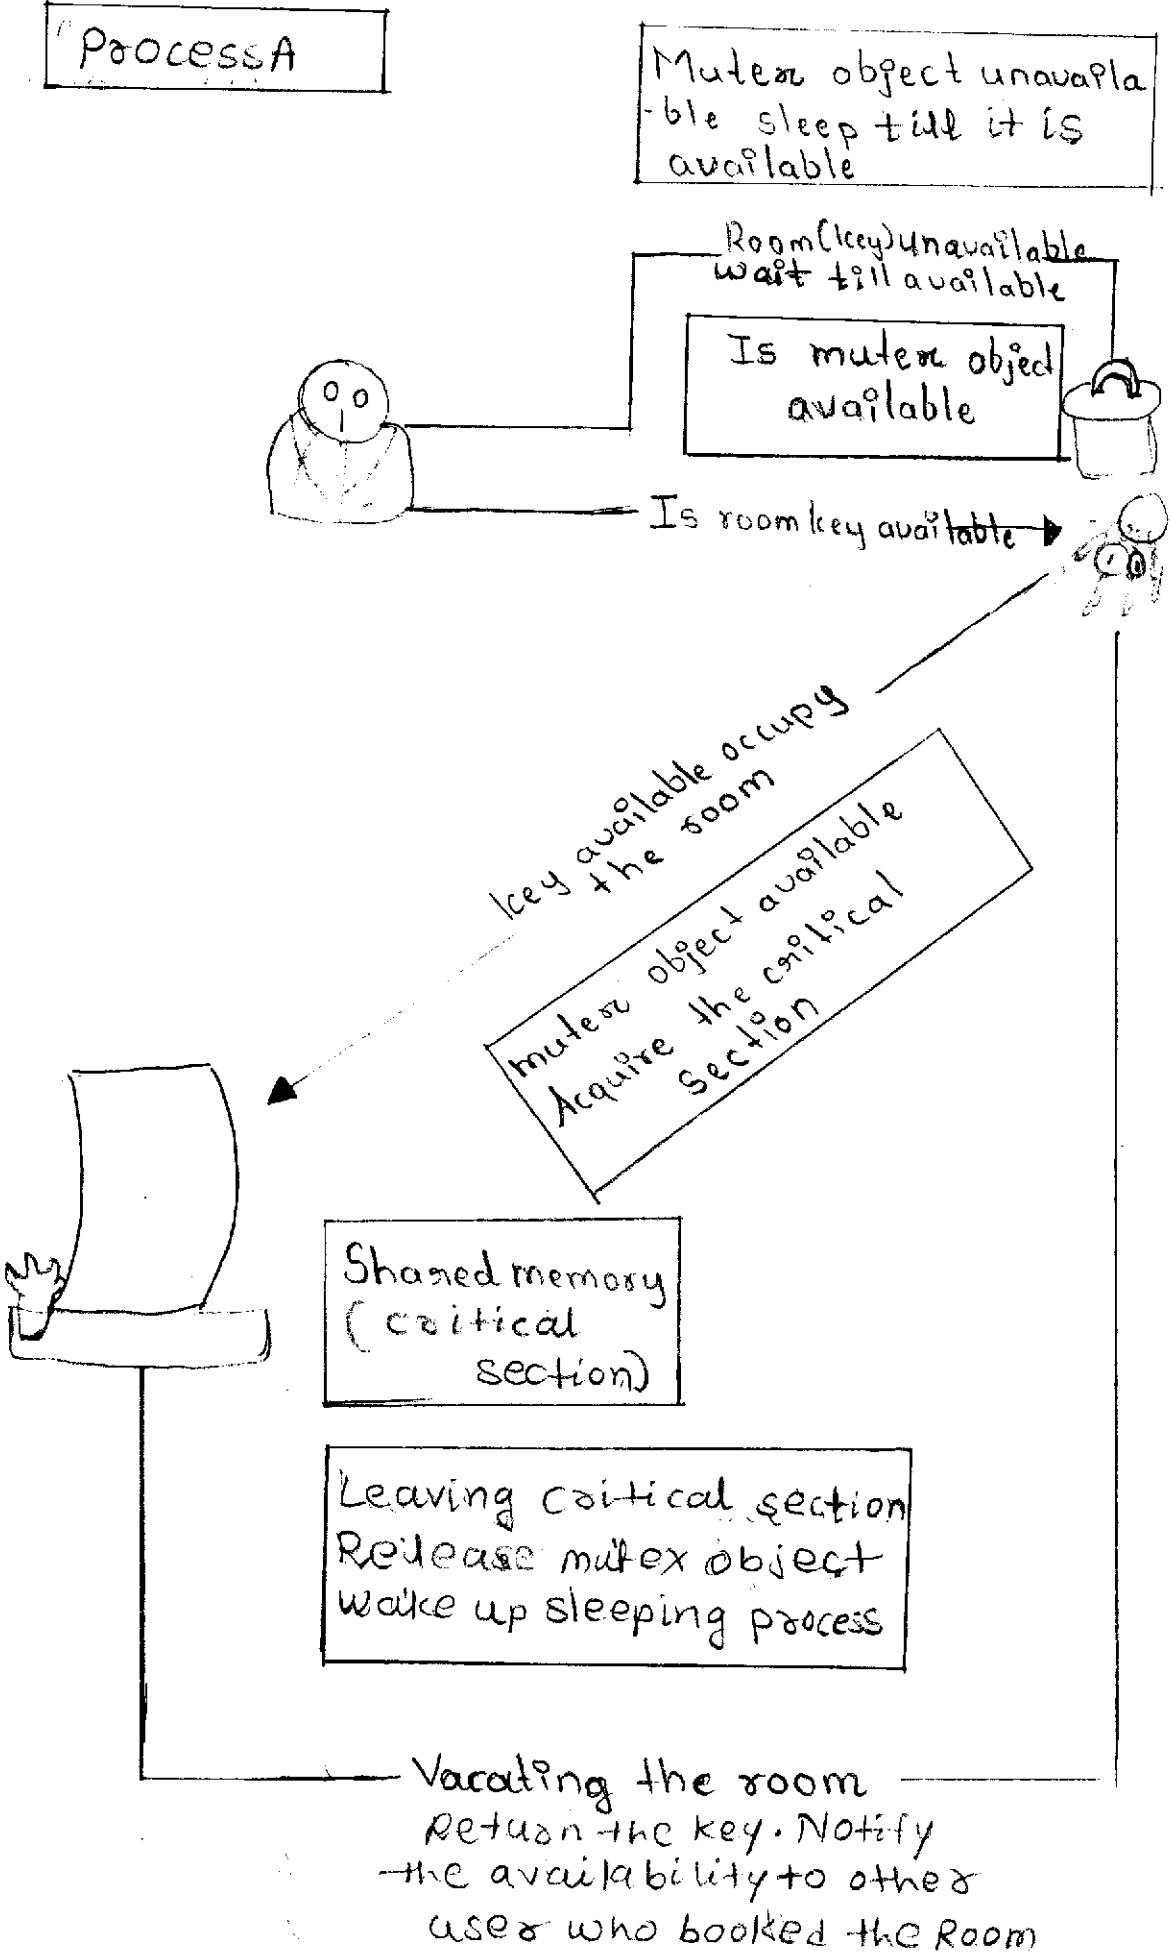 Process A
Mutex object unavaila
-ble sleep till it is
available
Room(key)unavailable
wait till available
Is mutex object
available
Is room key available
key available occupy
the room
mutex object available
Acquire the critical
section
Shared memory
(critical
section)
Leaving critical section
Release mutex object
wake up sleeping process
Vacating the room
Return the key. Notify
the availability to other
user who booked the Room